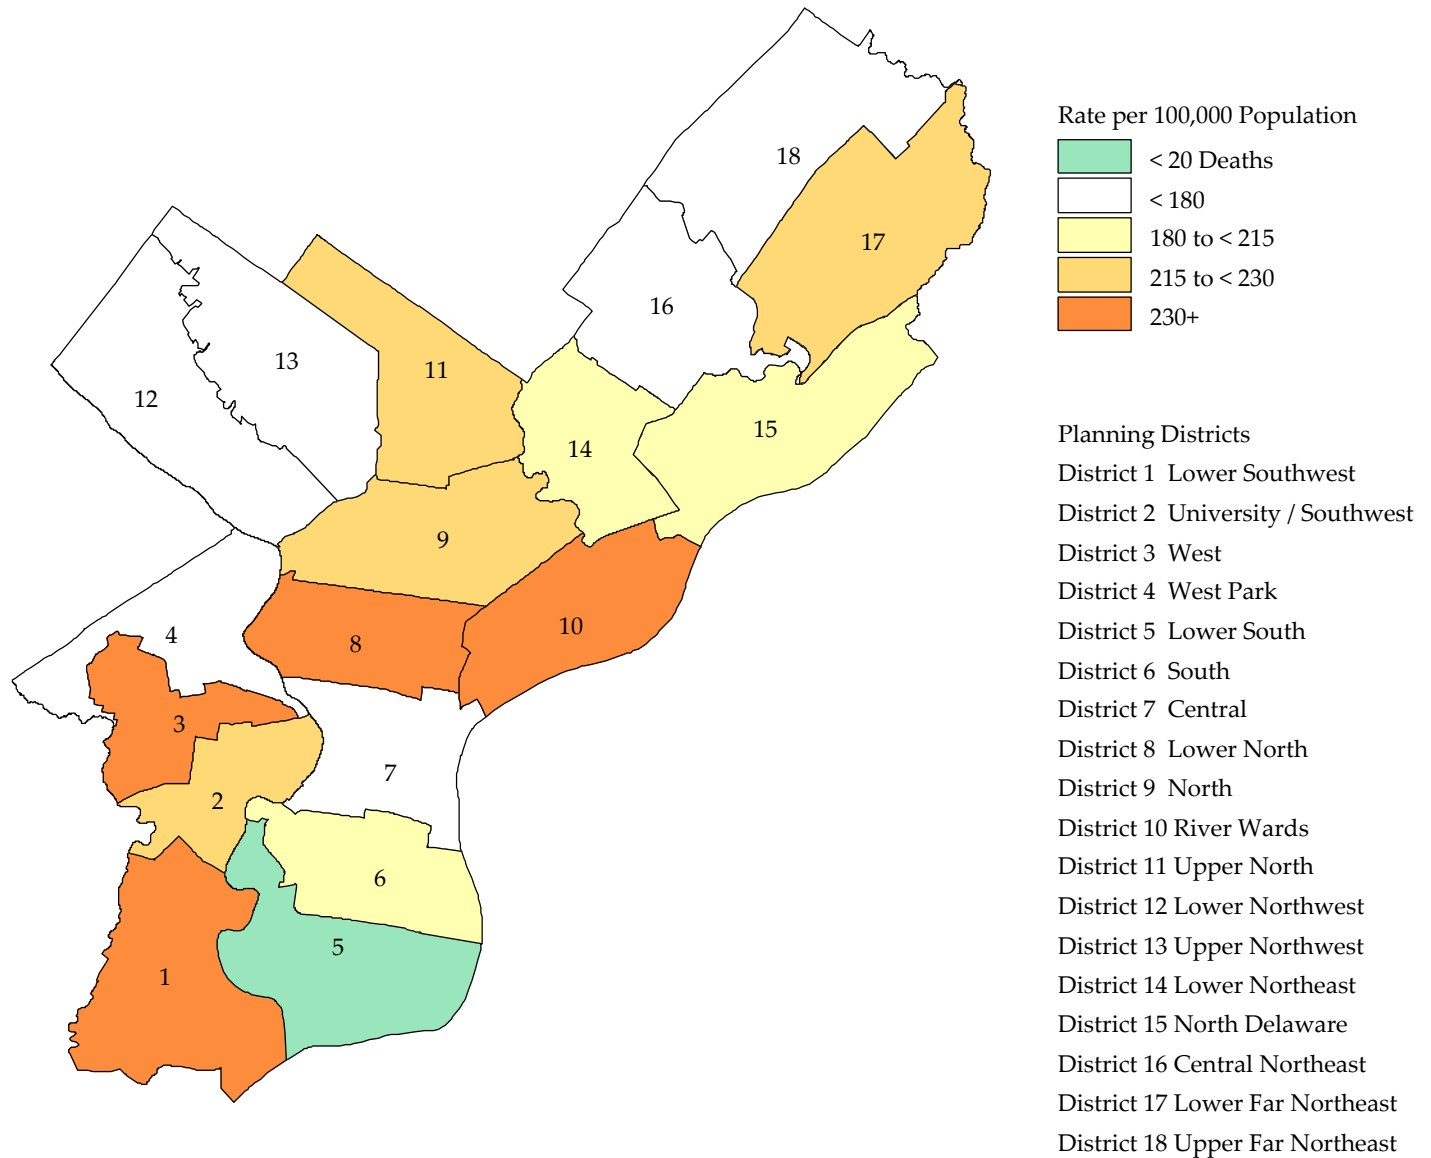 18
17
16
13
11
12
15
14
9
10
8
4
3
7
2
6
5
1
Rate per 100,000 Population
< 20 Deaths
< 180
180 to < 215
215 to < 230
230+
Planning Districts
District 1 Lower Southwest
District 2 University / Southwest
District 3 West
District 4 West Park
District 5 Lower South
District 6 South
District 7 Central
District 8 Lower North
District 9 North
District 10 River Wards
District 11 Upper North
District 12 Lower Northwest
District 13 Upper Northwest
District 14 Lower Northeast
District 15 North Delaware
District 16 Central Northeast
District 17 Lower Far Northeast
District 18 Upper Far Northeast